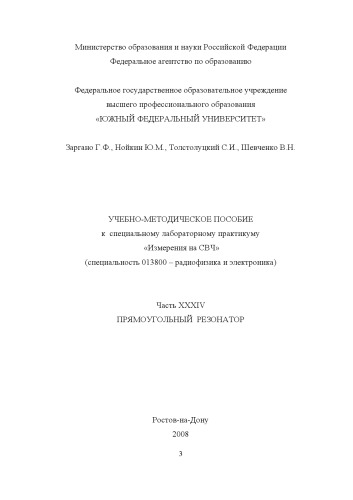 Министерство образования и науки Российской Федерации
Федеральное агентство по образованию
Федеральное государственное образовательное учреждение
высшего профессионального образования
«ЮЖНЫЙ ФЕДЕРАЛЬНЫЙ УНИВЕРСИТЕТ»
Заргано Г.Ф., Нойкин Ю.М., Толстолуцкий С.И., Шевченко В.Н.
УЧЕБНО-МЕТОДИЧЕСКОЕ ПОСОБИЕ
к специальному лабораторному практикуму
«Измерения на СВЧ»
(специальность 013800 – радиофизика и электроника)
Часть XXXIV
ПРЯМОУГОЛЬНЫЙ РЕЗОНАТОР
Ростов-на-Дону
2008
3